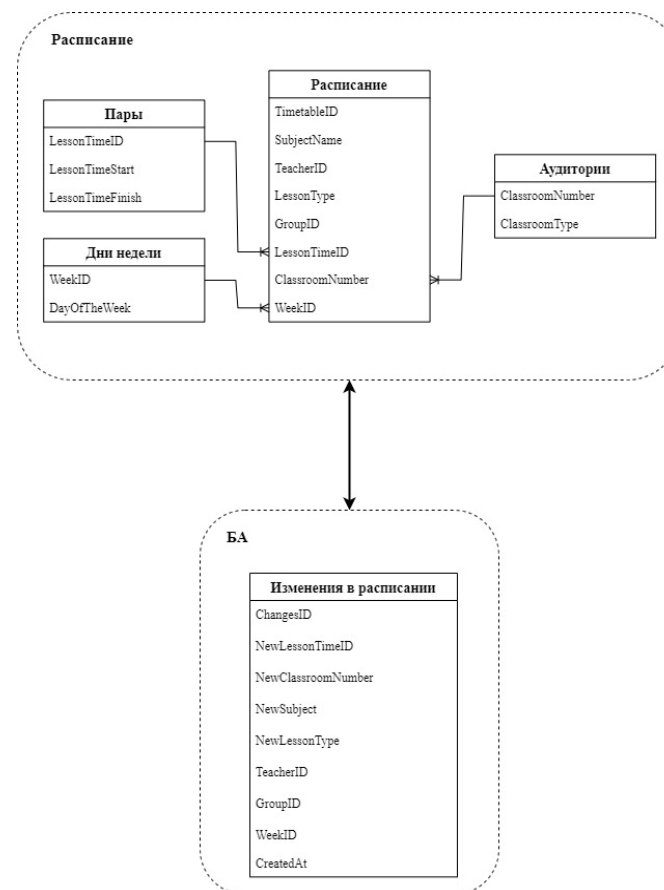 Расписание
Пары
LessonTimeID
LessonTimeStart
LessonTimeFinish
Дни недели
WeekID
DayOfTheWeek
Расписание
TimetableID
SubjectName
TeacherID
LessonType
GroupID
LessonTimeID
ClassroomNumber
WeekID
Аудитории
ClassroomNumber
ClassroomType
БА
Изменения в расписании
ChangesID
NewLessonTimeID
NewClassroomNumber
NewSubject
NewLessonType
TeacherID
GroupID
WeekID
CreatedAt